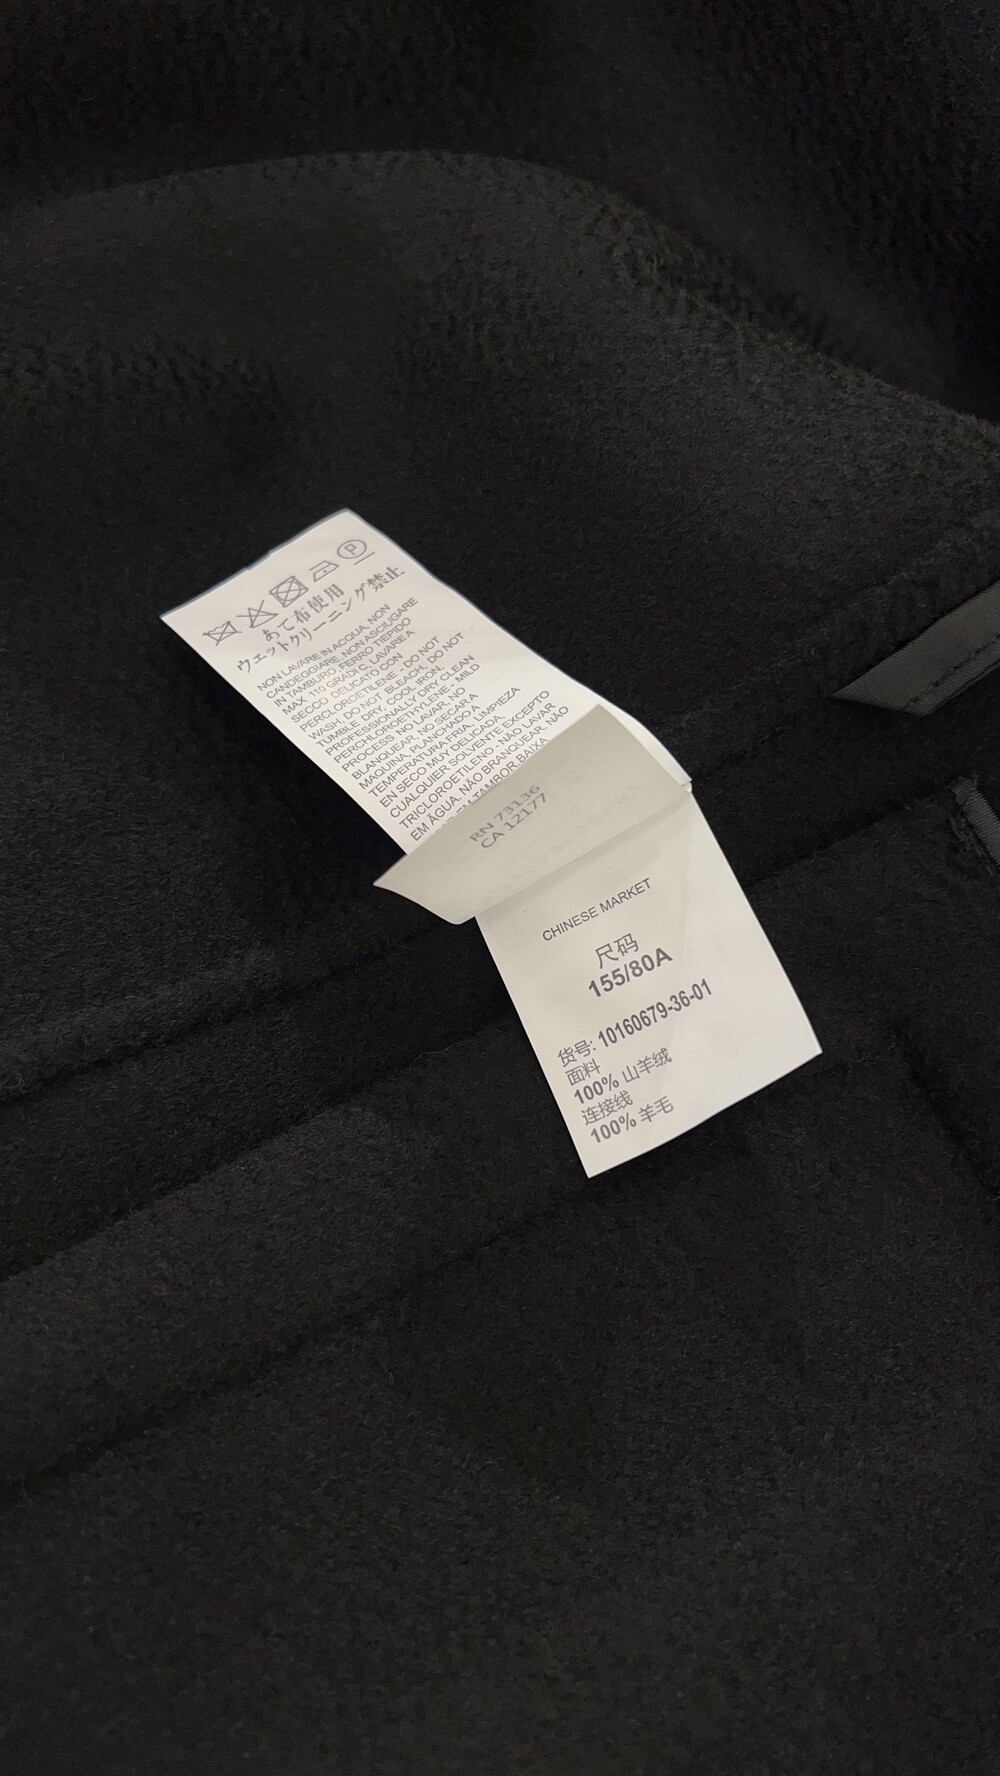 あて布使用
ウエットクリーニング禁止
NON LAVARE IN ACQUA, NON
CANDEGGIARE, NON ASCIUGARE
IN TAMBURO, FERRO TIEPIDO
MAX 110 GRADI C, LAVARE A
SECCO DELICATO CON
PERCLOROETILENE - DO NOT
WASH, DO NOT BLEACH, DO NOT
TUMBLE DRY, COOL IRON,
PROFESSIONALLY DRY CLEAN
PERCHLOROETHYLENE - MILD
PROCESS NO LAVAR, NO
BLANQUEAR, NO SECAR A
MAQUINA, PLANCHADO A
TEMPERATURA FRIA, LIMPIEZA
EN SECO MUY DELICADA,
CUALQUIER SOLVENTE EXCEPTO
TRICLOROETILENO - NÃO LAVAR
EM ÁGUA, NÃO BRANQUEAR, NÃO
EM TAMBOR, BAIXA
RN 73136
CA 12177
CHINESE MARKET
尺码
155/80A
货号: 10160679-36-01
面料
100% 山羊绒
连接线
100% 羊毛